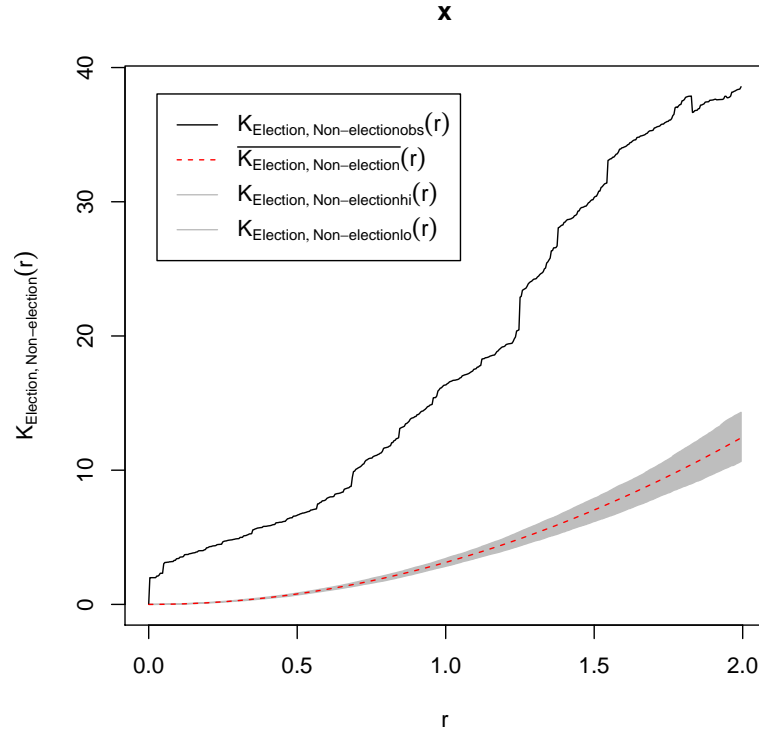 x
K_Election, Non−election(r)
40
30
20
10
0
K_Election, Non−electionobs(r)
K_Election, Non−election(r)
K_Election, Non−electionhi(r)
K_Election, Non−electionlo(r)
0.0 0.5 1.0 1.5 2.0
r